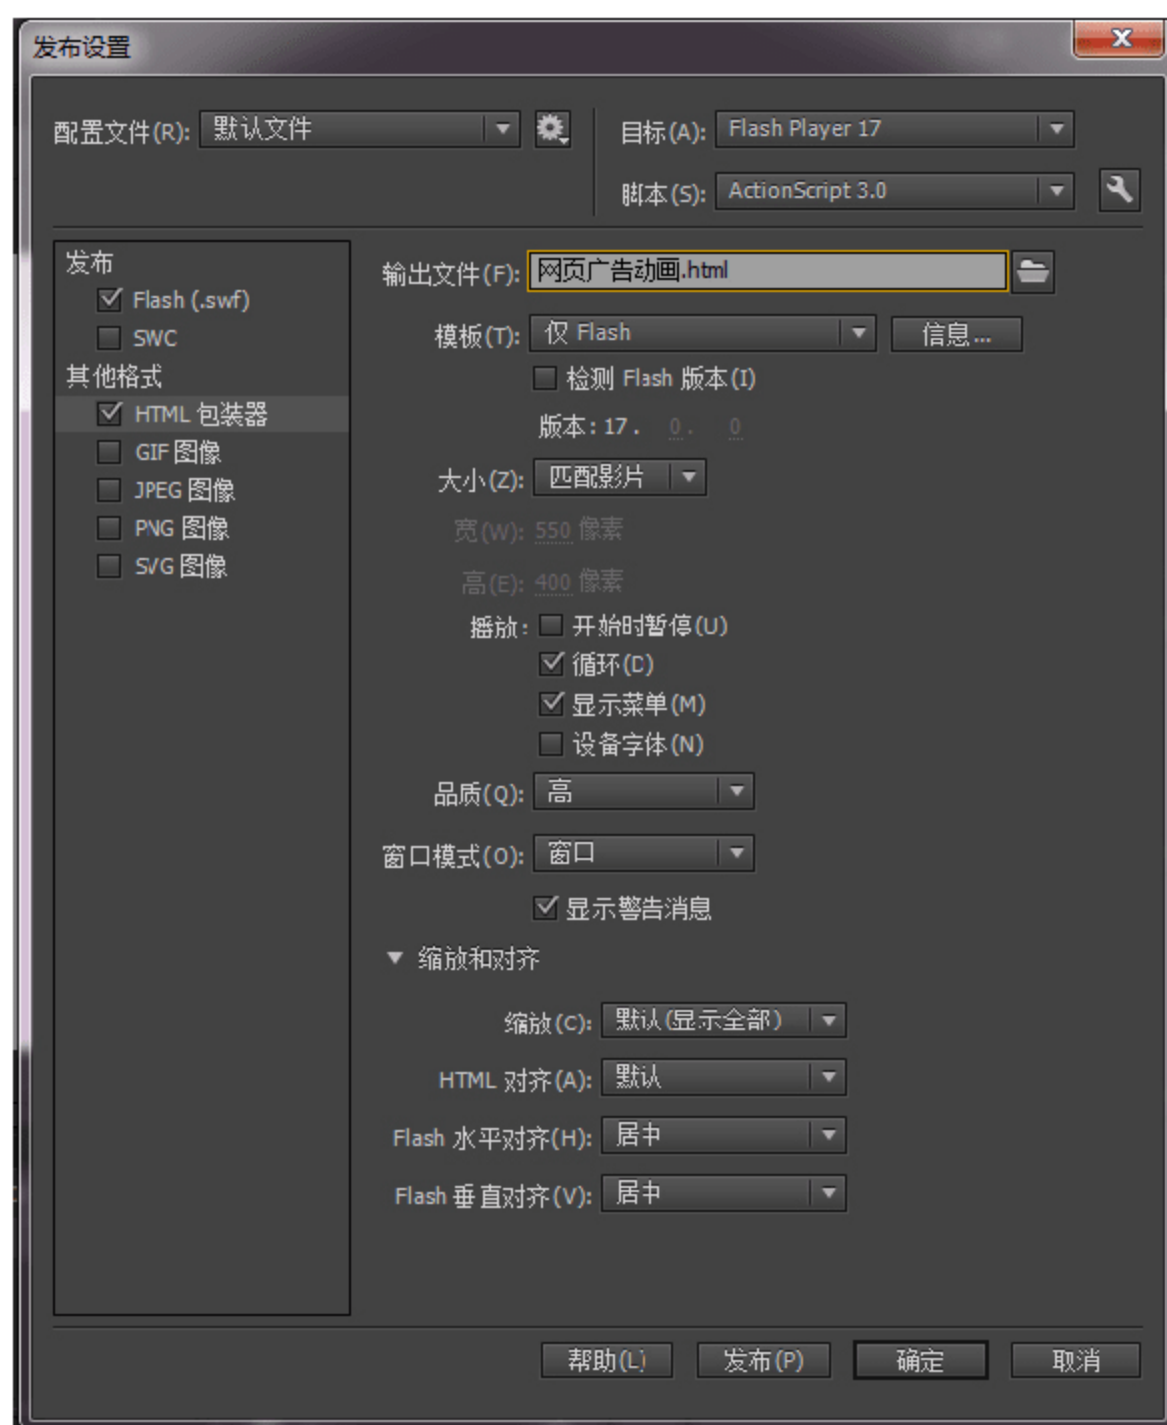 发布设置
配置文件(R): 默认文件
目标(A): Flash Player 17
脚本(S): ActionScript 3.0
发布
Flash (.swf)
SWC
其他格式
HTML 包装器
GIF 图像
JPEG 图像
PNG 图像
SVG 图像
输出文件(F): 网页广告动画.html
模板(T): 仅 Flash 信息...
检测 Flash 版本(I)
版本: 17. 0. 0
大小(Z): 匹配影片
宽(W): 550 像素
高(E): 400 像素
播放: 开始时暂停(U)
循环(D)
显示菜单(M)
设备字体(N)
品质(Q): 高
窗口模式(O): 窗口
显示警告消息
缩放和对齐
缩放(C): 默认(显示全部)
HTML 对齐(A): 默认
Flash 水平对齐(H): 居中
Flash 垂直对齐(V): 居中
帮助(L) 发布(P) 确定 取消